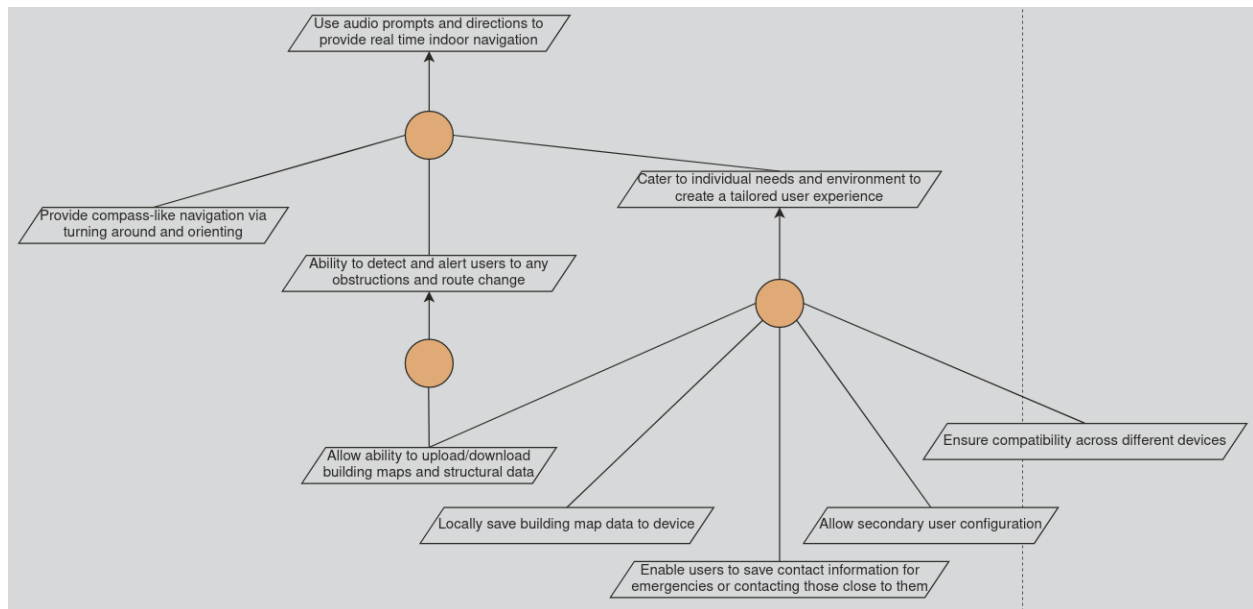 Use audio prompts and directions to
provide real time indoor navigation
Cater to individual needs and environment to
create a tailored user experience
Provide compass-like navigation via
turning around and orienting
Ability to detect and alert users to any
obstructions and route change
Allow ability to upload/download
building maps and structural data
Ensure compatibility across different devices
Locally save building map data to device
Allow secondary user configuration
Enable users to save contact information for
emergencies or contacting those close to them